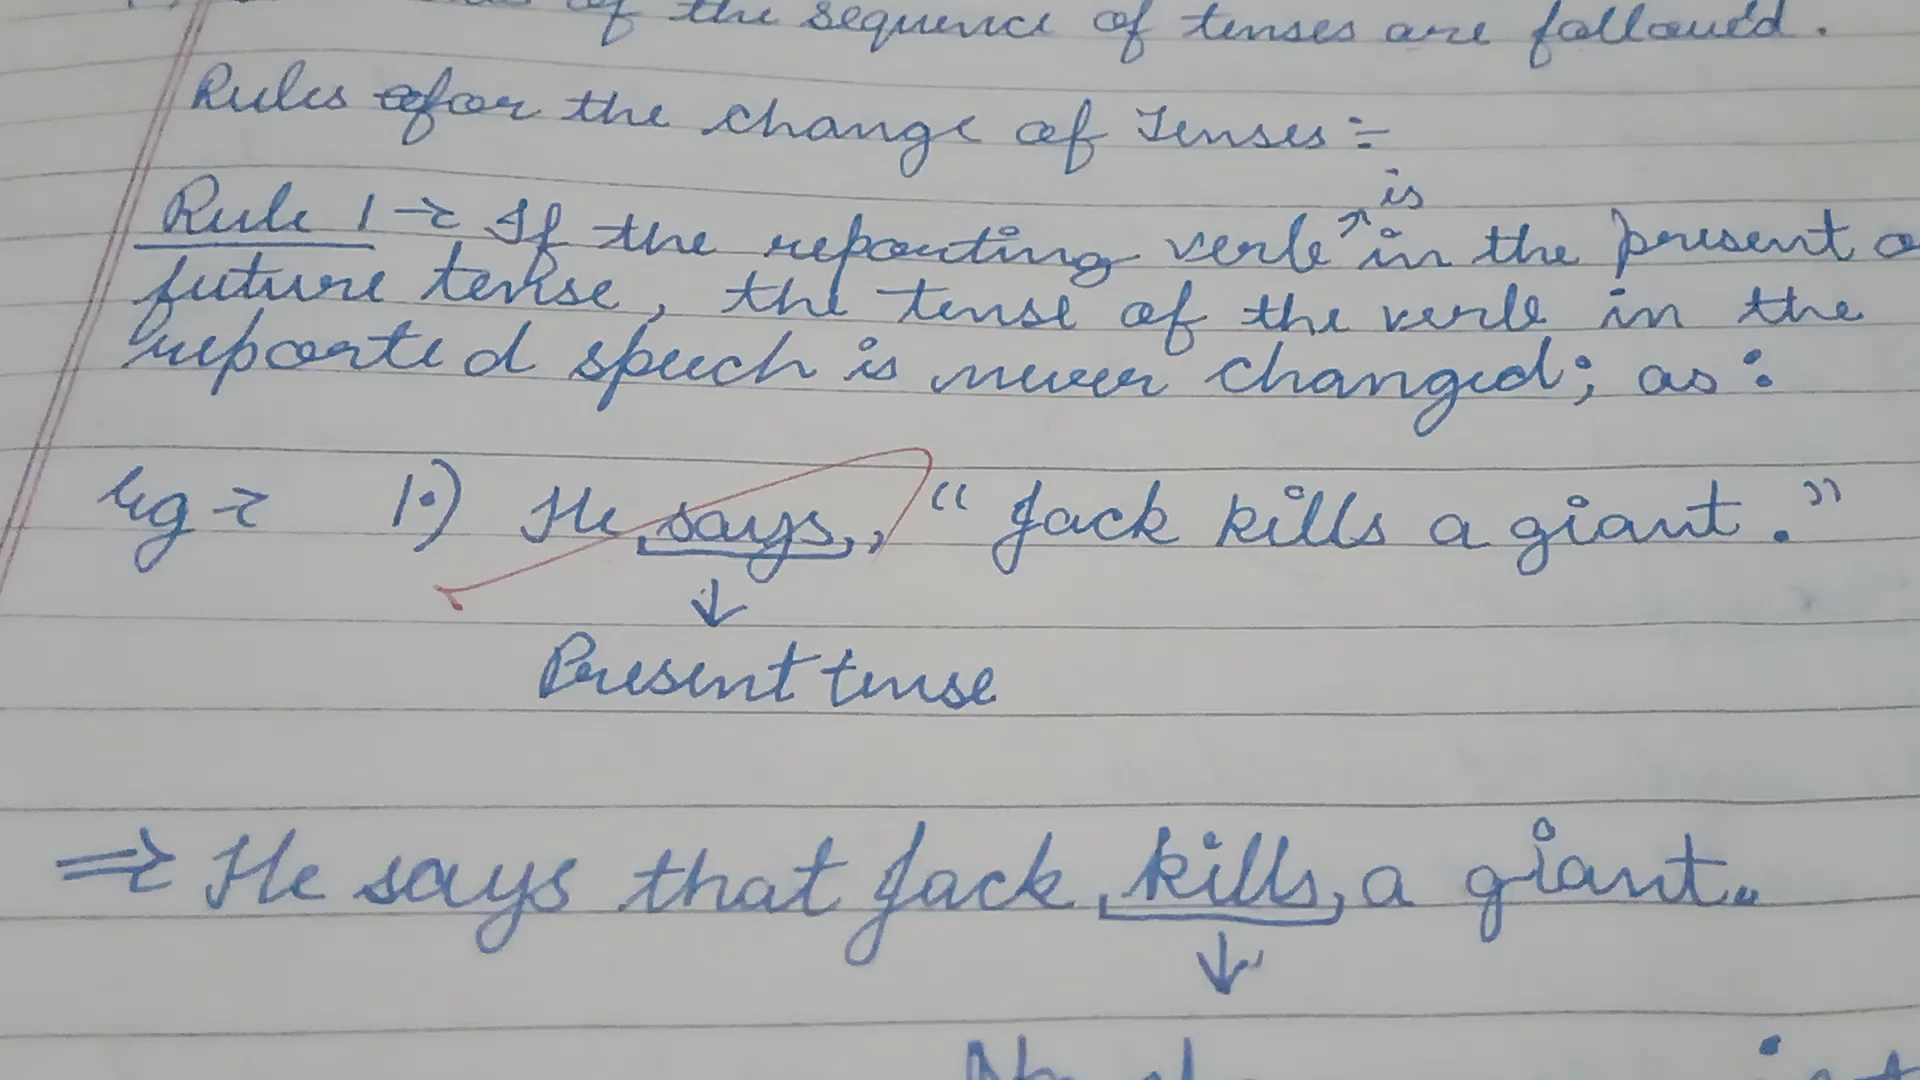 of the sequence of tenses are followed.
Rules for the change of Tenses :-
Rule 1 → If the reporting verb is in the present
future tense, the tense of the verb in the
reported speech is never changed; as :
eg → 1.) He says, "Jack kills a giant."
↓
Present tense
⇒ He says that Jack kills a giant.
↓